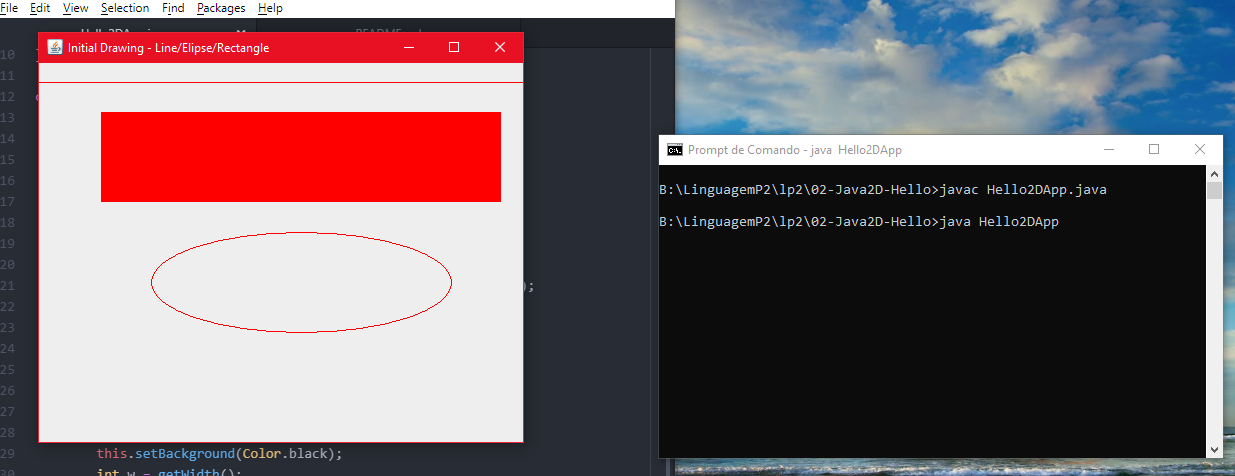 File Edit View Selection Find Packages Help
Initial Drawing - Line/Elipse/Rectangle
10
11
12
13
14
15
16
17
18
19
20
21 );
22
23
24
25
26
27
28
29 this.setBackground(Color.black);
30 int w = getWidth();
Prompt de Comando - java Hello2DApp
B:\LinguagemP2\lp2\02-Java2D-Hello>javac Hello2DApp.java
B:\LinguagemP2\lp2\02-Java2D-Hello>java Hello2DApp